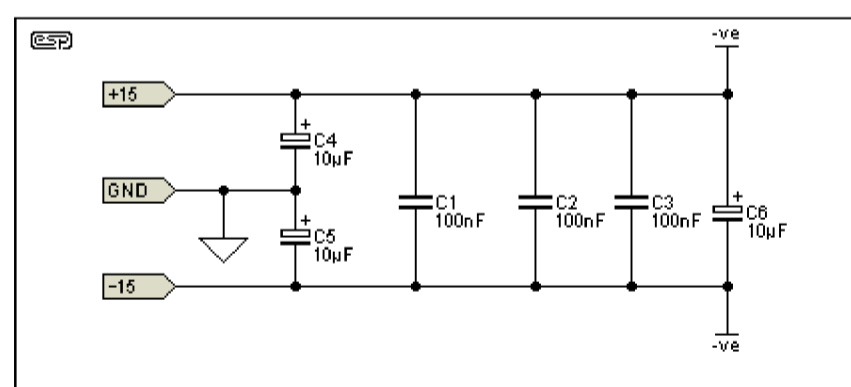 esp
-ve
+15
+
C4
10µF
GND
+
C5
10µF
C1
100nF
C2
100nF
C3
100nF
+
C6
10µF
-15
-ve